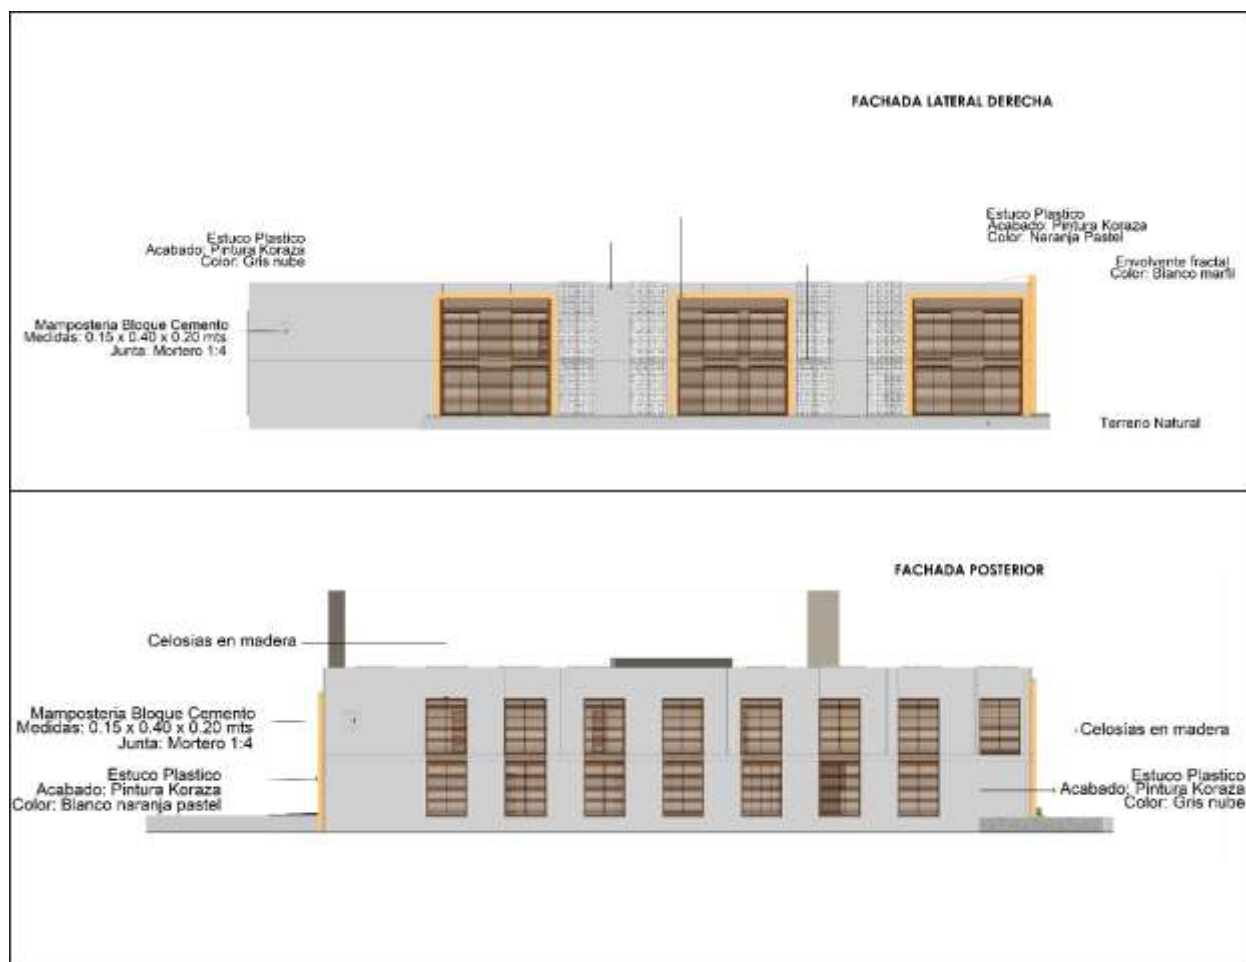 FACHADA LATERAL DERECHA
Estuco Plastico
Acabado: Pintura Koraza
Color: Gris nube
Estuco Plastico
Acabado: Pintura Koraza
Color: Naranja Pastel
Envolvente fractal
Color: Blanco marfil
Mamposteria Bloque Cemento
Medidas: 0.15 x 0.40 x 0.20 mts
Junta: Mortero 1:4
Terreno Natural
FACHADA POSTERIOR
Celosias en madera
Mamposteria Bloque Cemento
Medidas: 0.15 x 0.40 x 0.20 mts
Junta: Mortero 1:4
Celosias en madera
Estuco Plastico
Acabado: Pintura Koraza
Color: Blanco naranja pastel
Estuco Plastico
Acabado: Pintura Koraza
Color: Gris nube